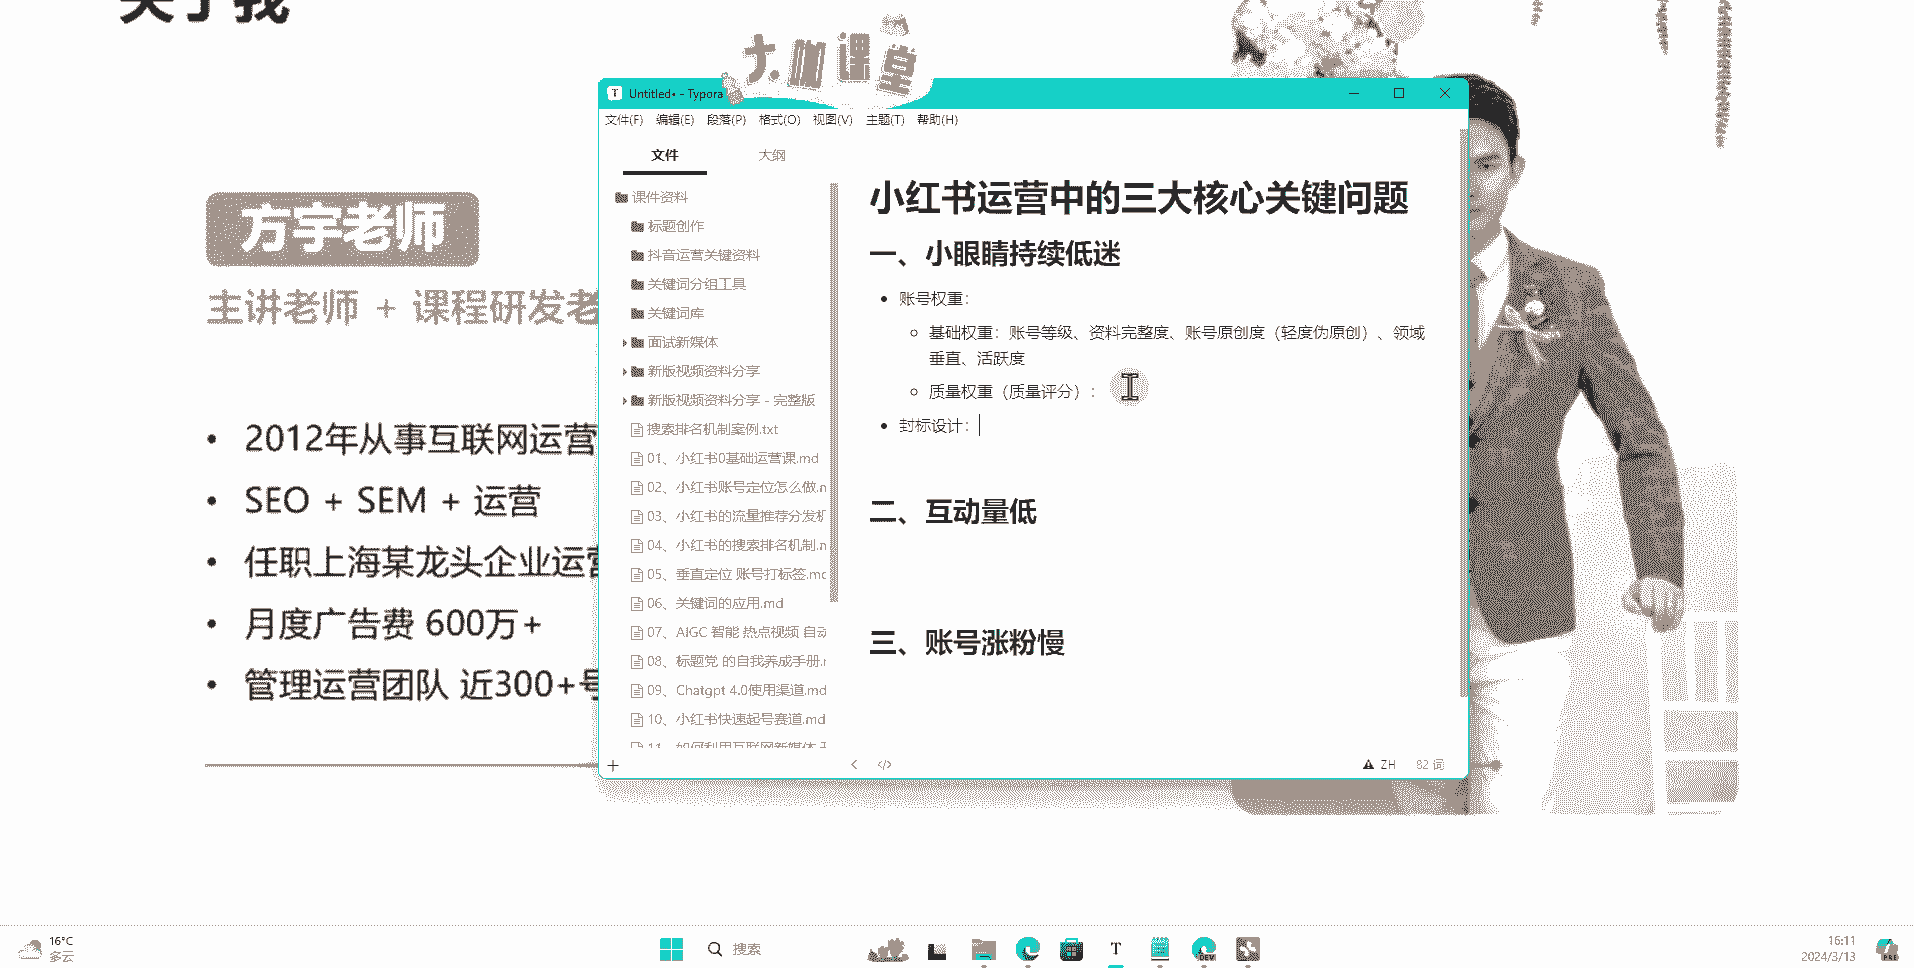 关于我
大咖课堂
方宇老师
主讲老师 + 课程研发老
2012年从事互联网运营
SEO + SEM + 运营
任职上海某龙头企业运营
月度广告费 600万+
管理运营团队 近300+号
Untitled• - Typora
文件(F) 编辑(E) 段落(P) 格式(O) 视图(V) 主题(T) 帮助(H)
文件 大纲
课件资料
标题创作
抖音运营关键资料
关键词分组工具
关键词库
面试新媒体
新版视频资料分享
新版视频资料分享 - 完整版
搜索排名机制案例.txt
01、小红书0基础运营课.md
02、小红书账号定位怎么做.n
03、小红书的流量推荐分发机
04、小红书的搜索排名机制.n
05、垂直定位 账号打标签.mc
06、关键词的应用.md
07、AIGC 智能 热点视频 自动
08、标题党 的自我养成手册.r
09、Chatgpt 4.0使用渠道.md
10、小红书快速起号赛道.md
11、如何利用互联网新媒体
小红书运营中的三大核心关键问题
一、小眼睛持续低迷
账号权重：
基础权重：账号等级、资料完整度、账号原创度（轻度伪原创）、领域
垂直、活跃度
质量权重（质量评分）：
封标设计：
二、互动量低
三、账号涨粉慢
ZH 82 词
16°C
多云
搜索
T
DEV
16:11
2024/3/13
PRE